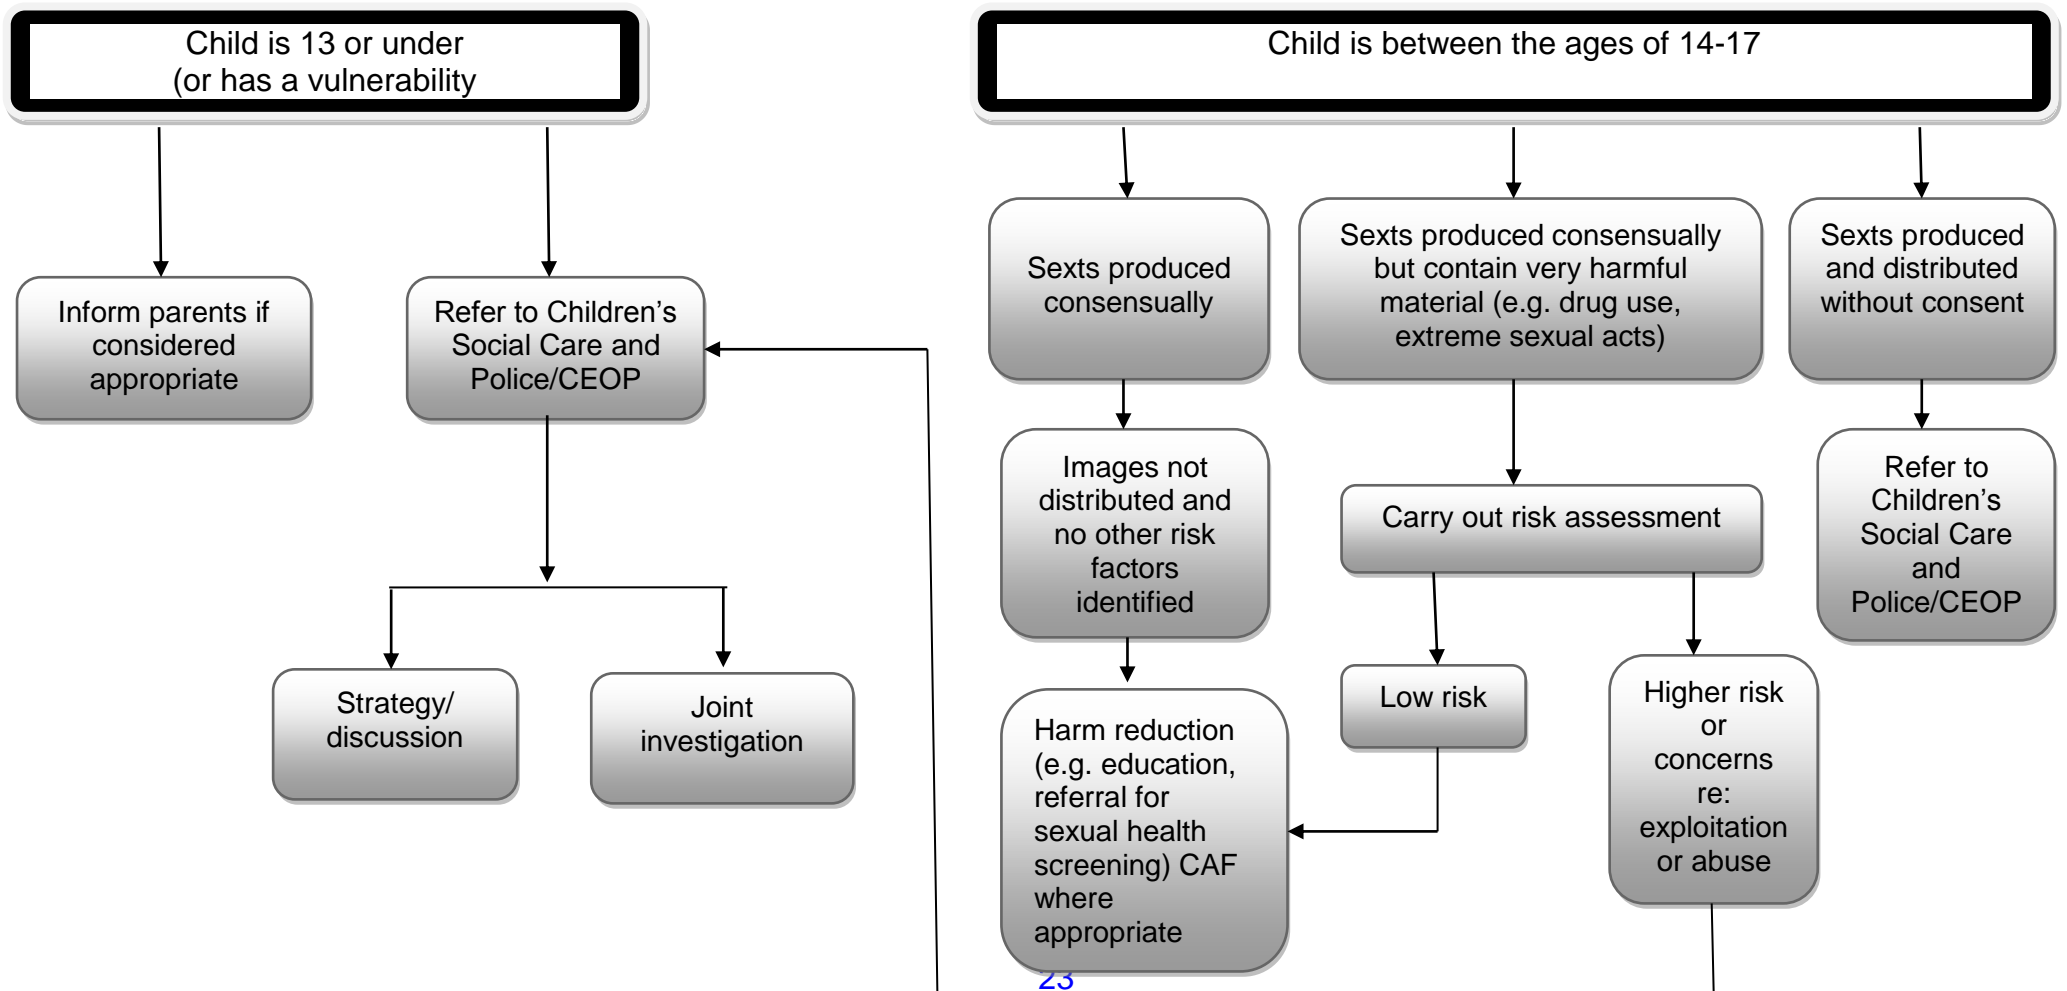 Child is 13 or under
(or has a vulnerability
Child is between the ages of 14-17
Inform parents if
considered
appropriate
Refer to Children’s
Social Care and
Police/CEOP
Strategy/
discussion
Joint
investigation
Sexts produced
consensually
Images not
distributed and
no other risk
factors
identified
Harm reduction
(e.g. education,
referral for
sexual health
screening) CAF
where
appropriate
Sexts produced consensually
but contain very harmful
material (e.g. drug use,
extreme sexual acts)
Carry out risk assessment
Low risk
Higher risk
or
concerns
re:
exploitation
or abuse
Sexts produced
and distributed
without consent
Refer to
Children’s
Social Care
and
Police/CEOP
23